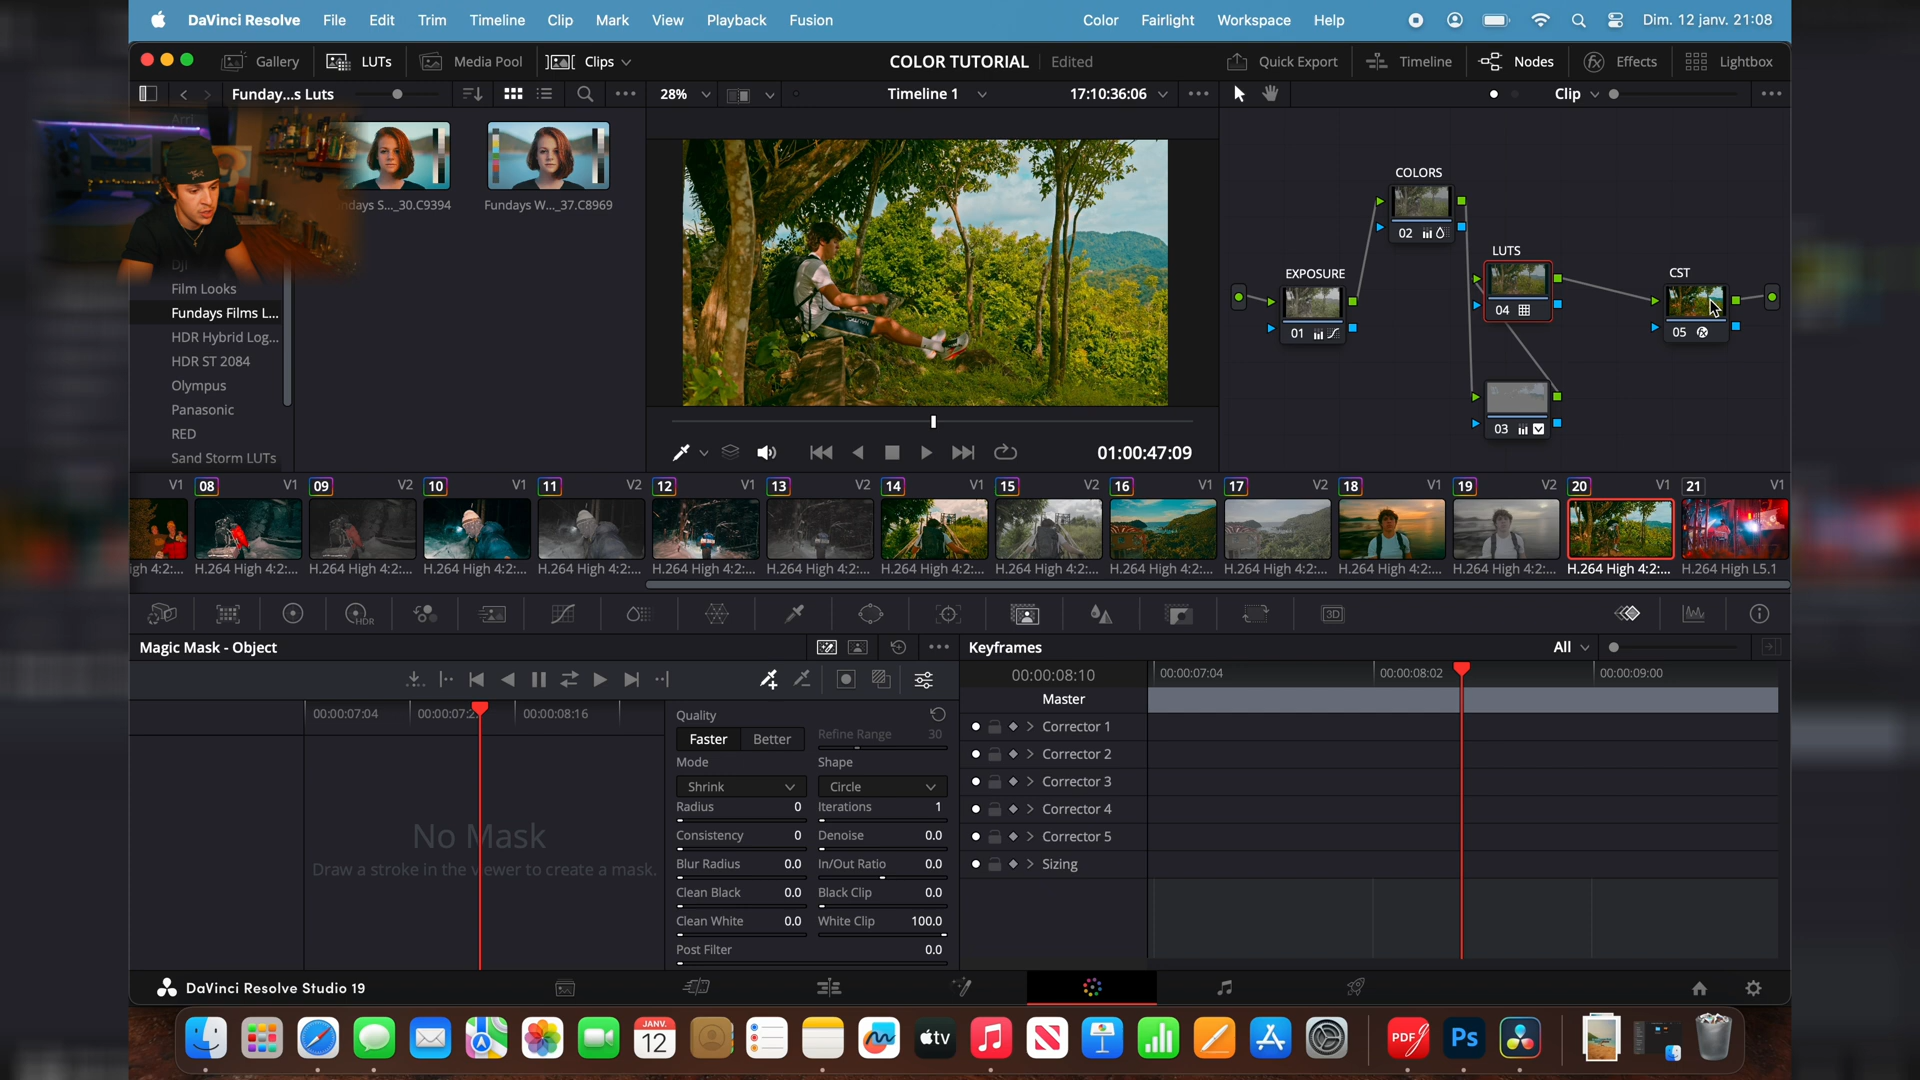 DaVinci Resolve File Edit Trim Timeline Clip Mark View Playback Fusion Color Fairlight Workspace Help Dim. 12 janv. 21:08
Gallery LUTs Media Pool Clips COLOR TUTORIAL Edited Quick Export Timeline Nodes Effects Lightbox
Funday...s Luts 28% Timeline 1 17:10:36:06 Clip
ndays S..._30.C9394 Fundays W..._37.C8969
Film Looks
Fundays Films L...
HDR Hybrid Log...
HDR ST 2084
Olympus
Panasonic
RED
Sand Storm LUTs
01:00:47:09
COLORS
02
LUTS
04
EXPOSURE
01
CST
05
03
V1 08 V1 09 V2 10 V1 11 V2 12 V1 13 V2 14 V1 15 V2 16 V1 17 V2 18 V1 19 V2 20 V1 21 V1
igh 4:2:... H.264 High 4:2:... H.264 High 4:2:... H.264 High 4:2:... H.264 High 4:2:... H.264 High 4:2:... H.264 High 4:2:... H.264 High 4:2:... H.264 High 4:2:... H.264 High 4:2:... H.264 High 4:2:... H.264 High 4:2:... H.264 High 4:2:... H.264 High 4:2:... H.264 High L5.1
HDR 3D
Magic Mask - Object
00:00:07:04 00:00:07:2 00:00:08:16
No Mask
Draw a stroke in the viewer to create a mask.
Quality
Faster Better Refine Range 30
Mode Shape
Shrink Circle
Radius 0 Iterations 1
Consistency 0 Denoise 0.0
Blur Radius 0.0 In/Out Ratio 0.0
Clean Black 0.0 Black Clip 0.0
Clean White 0.0 White Clip 100.0
Post Filter 0.0
Keyframes All
00:00:08:10 00:00:07:04 00:00:08:02 00:00:09:00
Master
Corrector 1
Corrector 2
Corrector 3
Corrector 4
Corrector 5
Sizing
DaVinci Resolve Studio 19
JANV.
12
tv
PDF
Ps